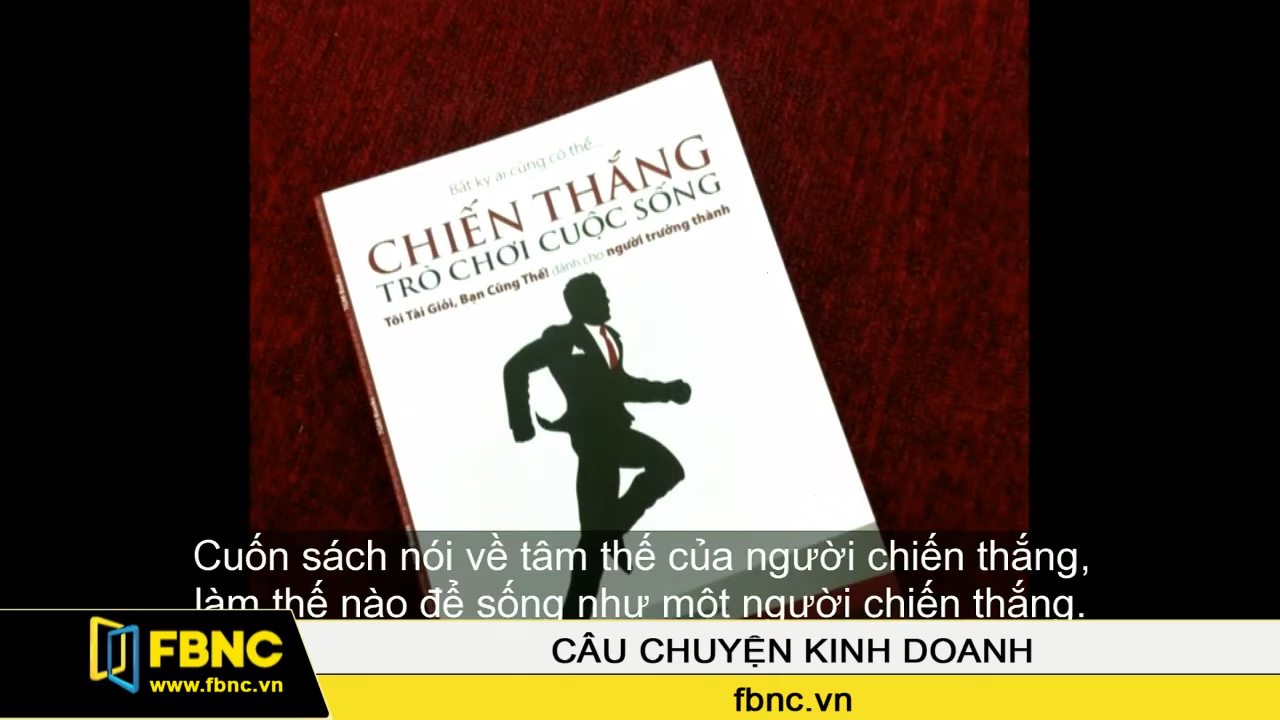 Bất kỳ ai cũng có thể...
CHIẾN THẮNG
TRÒ CHƠI CUỘC SỐNG
Tôi Tài Giỏi, Bạn Cũng Thế! dành cho người trưởng thành
Cuốn sách nói về tâm thế của người chiến thắng,
làm thế nào để sống như một người chiến thắng.
FBNC
www.fbnc.vn
CÂU CHUYỆN KINH DOANH
fbnc.vn